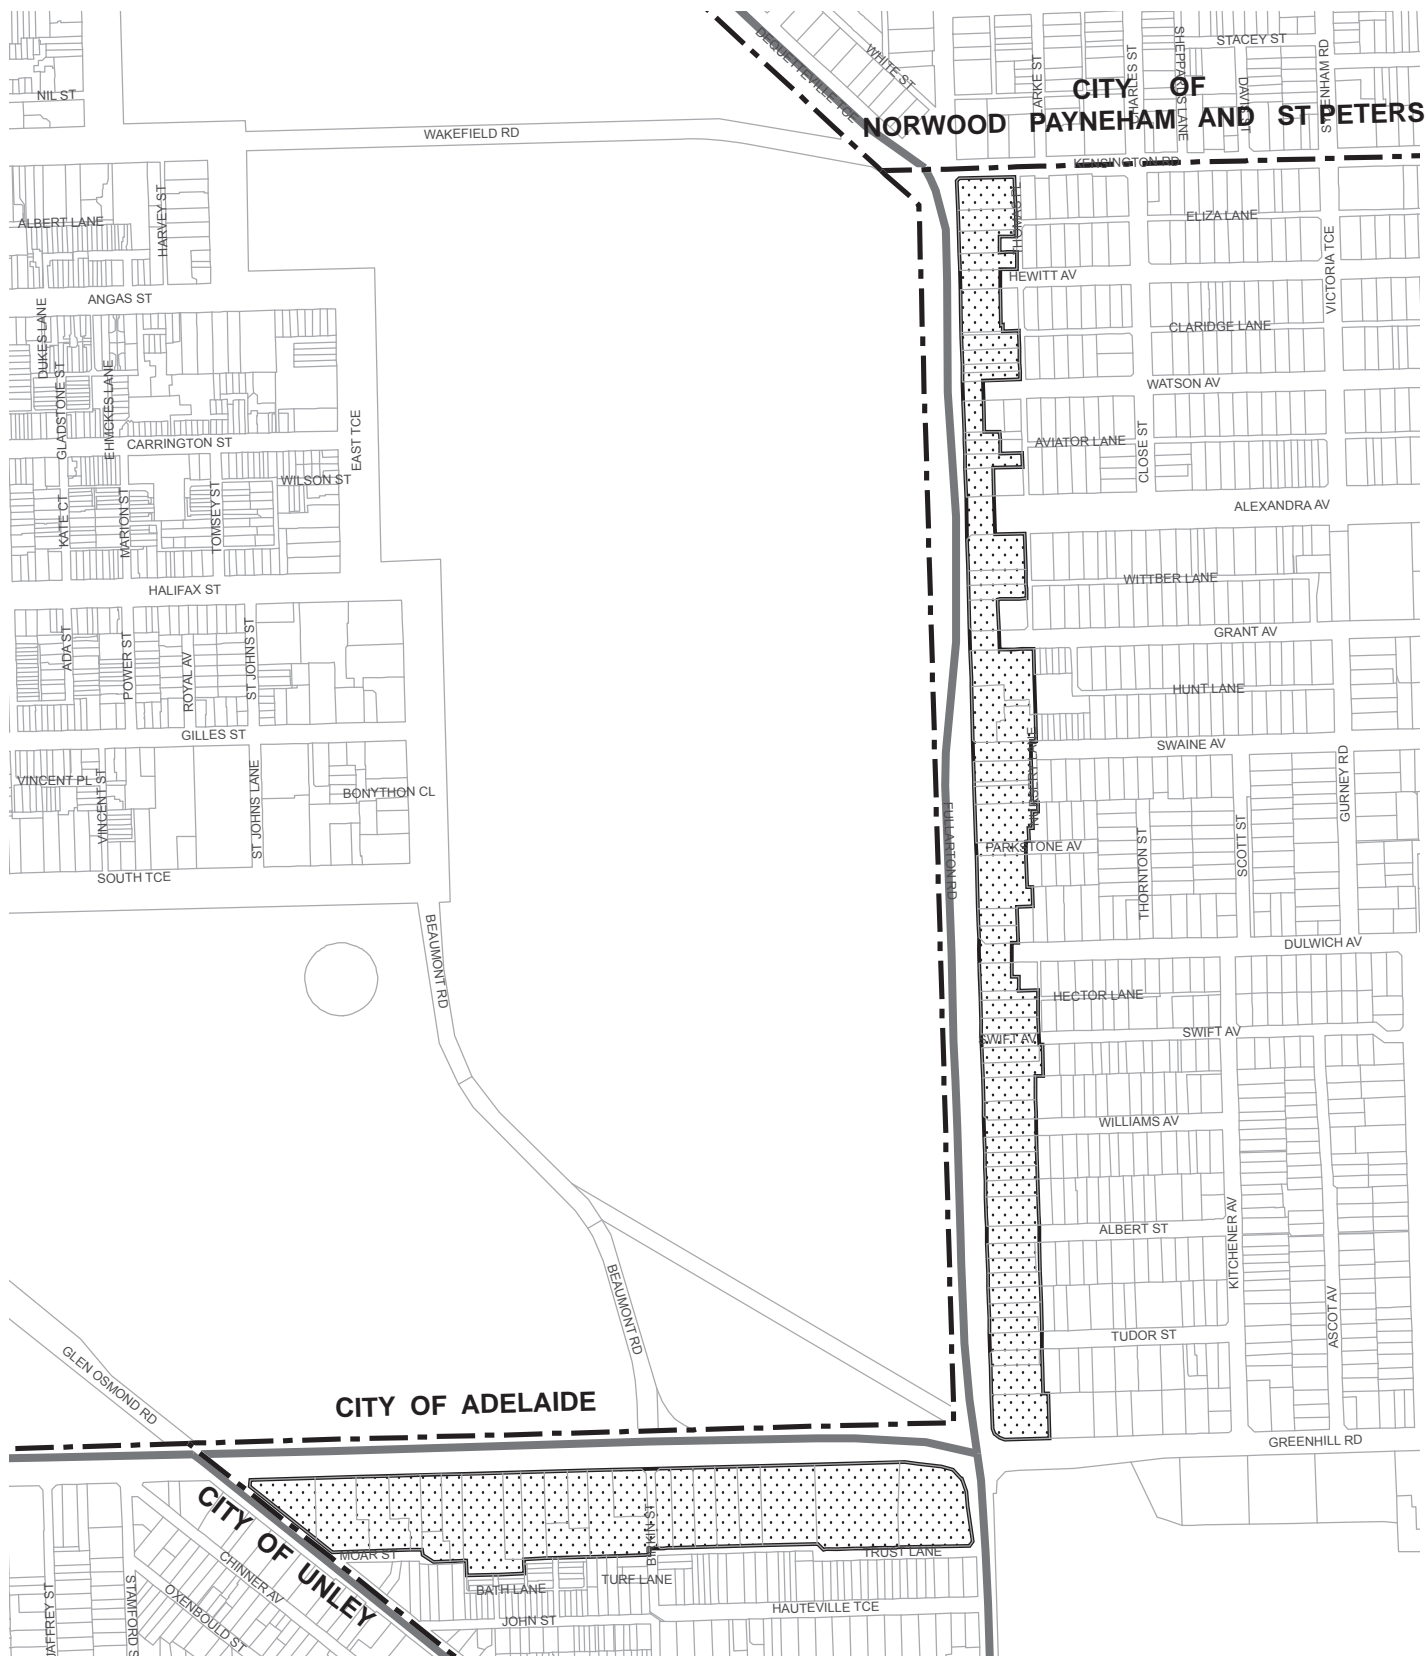 DEQUETTEVILLE TCE
WHITE ST
STACEY ST
CHARLES ST
SHEPPARDS LANE
NIL ST
CITY OF
NORWOOD PAYNEHAM AND ST PETERS
WAKEFIELD RD
KENSINGTON RD
ALBERT LANE
HARVEY ST
THOMAS PL
ELIZA LANE
VICTORIA TCE
HEWITT AV
ANGAS ST
DUKES LANE
CLARIDGE LANE
GLADSTONE ST
EHMCKES LANE
WATSON AV
EAST TCE
CARRINGTON ST
AVIATOR LANE
CLOSE ST
WILSON ST
KATE CT
MARION ST
TOMSEY ST
ALEXANDRA AV
HALIFAX ST
WITTBER LANE
ADA ST
POWER ST
ROYAL AV
ST JOHNS ST
GRANT AV
HUNT LANE
GILLES ST
SWAINE AV
VINCENT PL
VINCENT ST
ST JOHNS LANE
BONYTHON CL
FULLARTON RD
GURNEY RD
PARKSTONE AV
THORNTON ST
SCOTT ST
SOUTH TCE
BEAUMONT RD
DULWICH AV
HECTOR LANE
SWIFT AV
SWIFT AV
WILLIAMS AV
ALBERT ST
KITCHENER AV
BEAUMONT RD
TUDOR ST
ASCOT AV
GLEN OSMOND RD
CITY OF ADELAIDE
GREENHILL RD
CITY OF UNLEY
MOAR ST
TRUST LANE
CHINNER AV
BATH LANE
TURF LANE
OXENBOULD ST
JOHN ST
HAUTEVILLE TCE